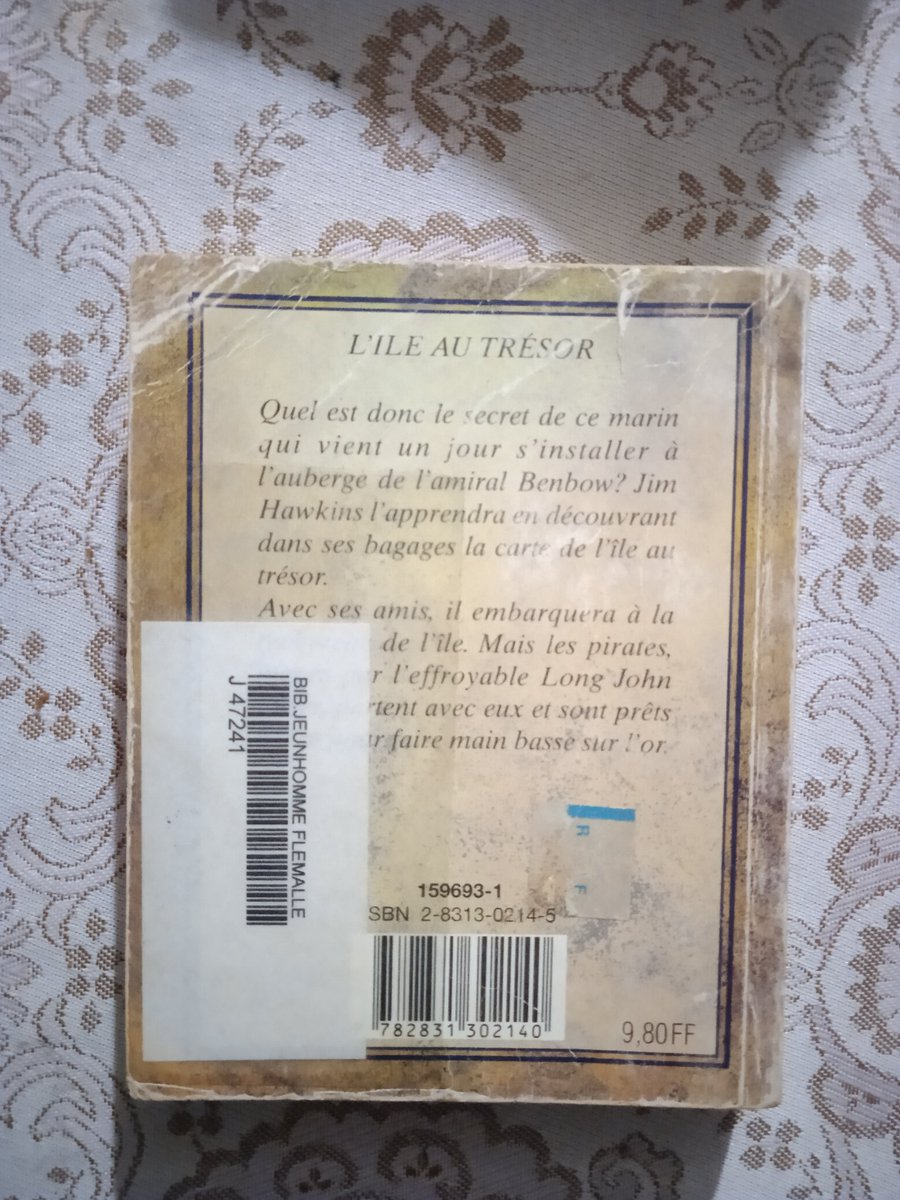 L'ILE AU TRÉSOR
Quel est donc le secret de ce marin
qui vient un jour s'installer à
l'auberge de l'amiral Benbow? Jim
Hawkins l'apprendra en découvrant
dans ses bagages la carte de l'île au
trésor.
Avec ses amis, il embarquera à la
de l'île. Mais les pirates,
l'effroyable Long John
avec eux et sont prêts
faire main basse sur l'or.
BIB.JEUNHOMME FLEMALLE
J 47241
R F
159693-1
ISBN 2-8313-0214-5
782831 302140
9,80FF